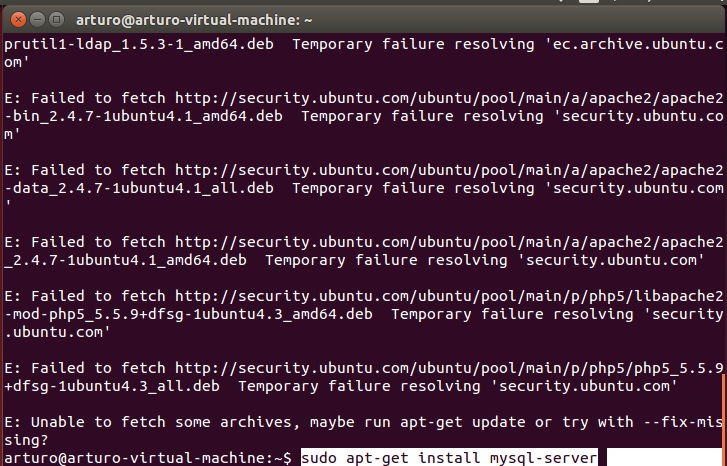 arturo@arturo-virtual-machine: ~
prutil1-ldap_1.5.3-1_amd64.deb  Temporary failure resolving 'ec.archive.ubuntu.c
om'
E: Failed to fetch http://security.ubuntu.com/ubuntu/pool/main/a/apache2/apache2
-bin_2.4.7-1ubuntu4.1_amd64.deb  Temporary failure resolving 'security.ubuntu.co
m'
E: Failed to fetch http://security.ubuntu.com/ubuntu/pool/main/a/apache2/apache2
-data_2.4.7-1ubuntu4.1_all.deb  Temporary failure resolving 'security.ubuntu.com
'
E: Failed to fetch http://security.ubuntu.com/ubuntu/pool/main/a/apache2/apache2
_2.4.7-1ubuntu4.1_amd64.deb  Temporary failure resolving 'security.ubuntu.com'
E: Failed to fetch http://security.ubuntu.com/ubuntu/pool/main/p/php5/libapache2
-mod-php5_5.5.9+dfsg-1ubuntu4.3_amd64.deb  Temporary failure resolving 'security
.ubuntu.com'
E: Failed to fetch http://security.ubuntu.com/ubuntu/pool/main/p/php5/php5_5.5.9
+dfsg-1ubuntu4.3_all.deb  Temporary failure resolving 'security.ubuntu.com'
E: Unable to fetch some archives, maybe run apt-get update or try with --fix-mis
sing?
arturo@arturo-virtual-machine:~$ sudo apt-get install mysql-server